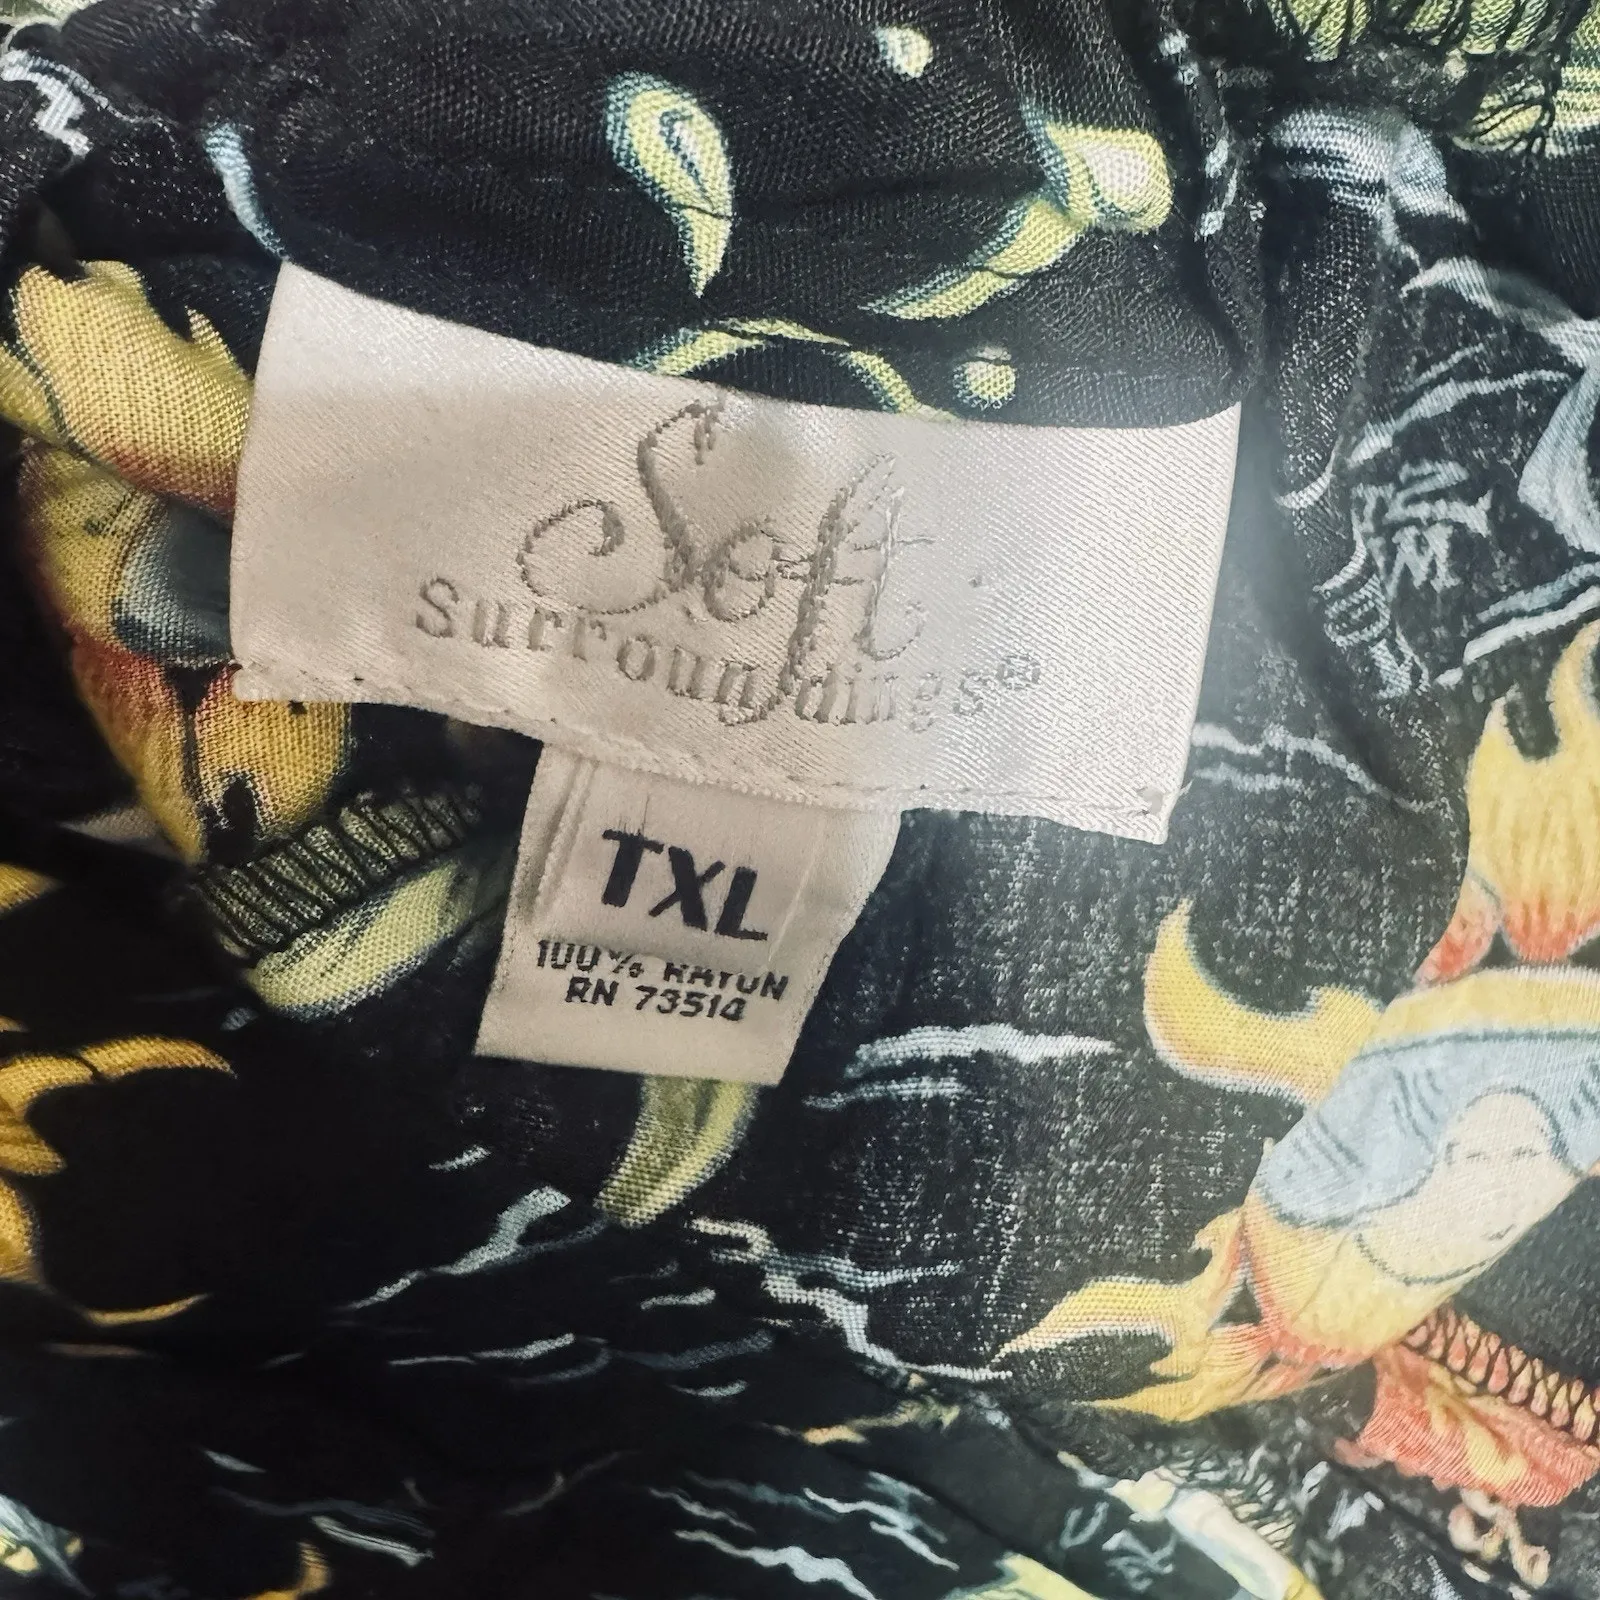 Soft
Surroundings®
TXL
100% RAYON
RN 73514